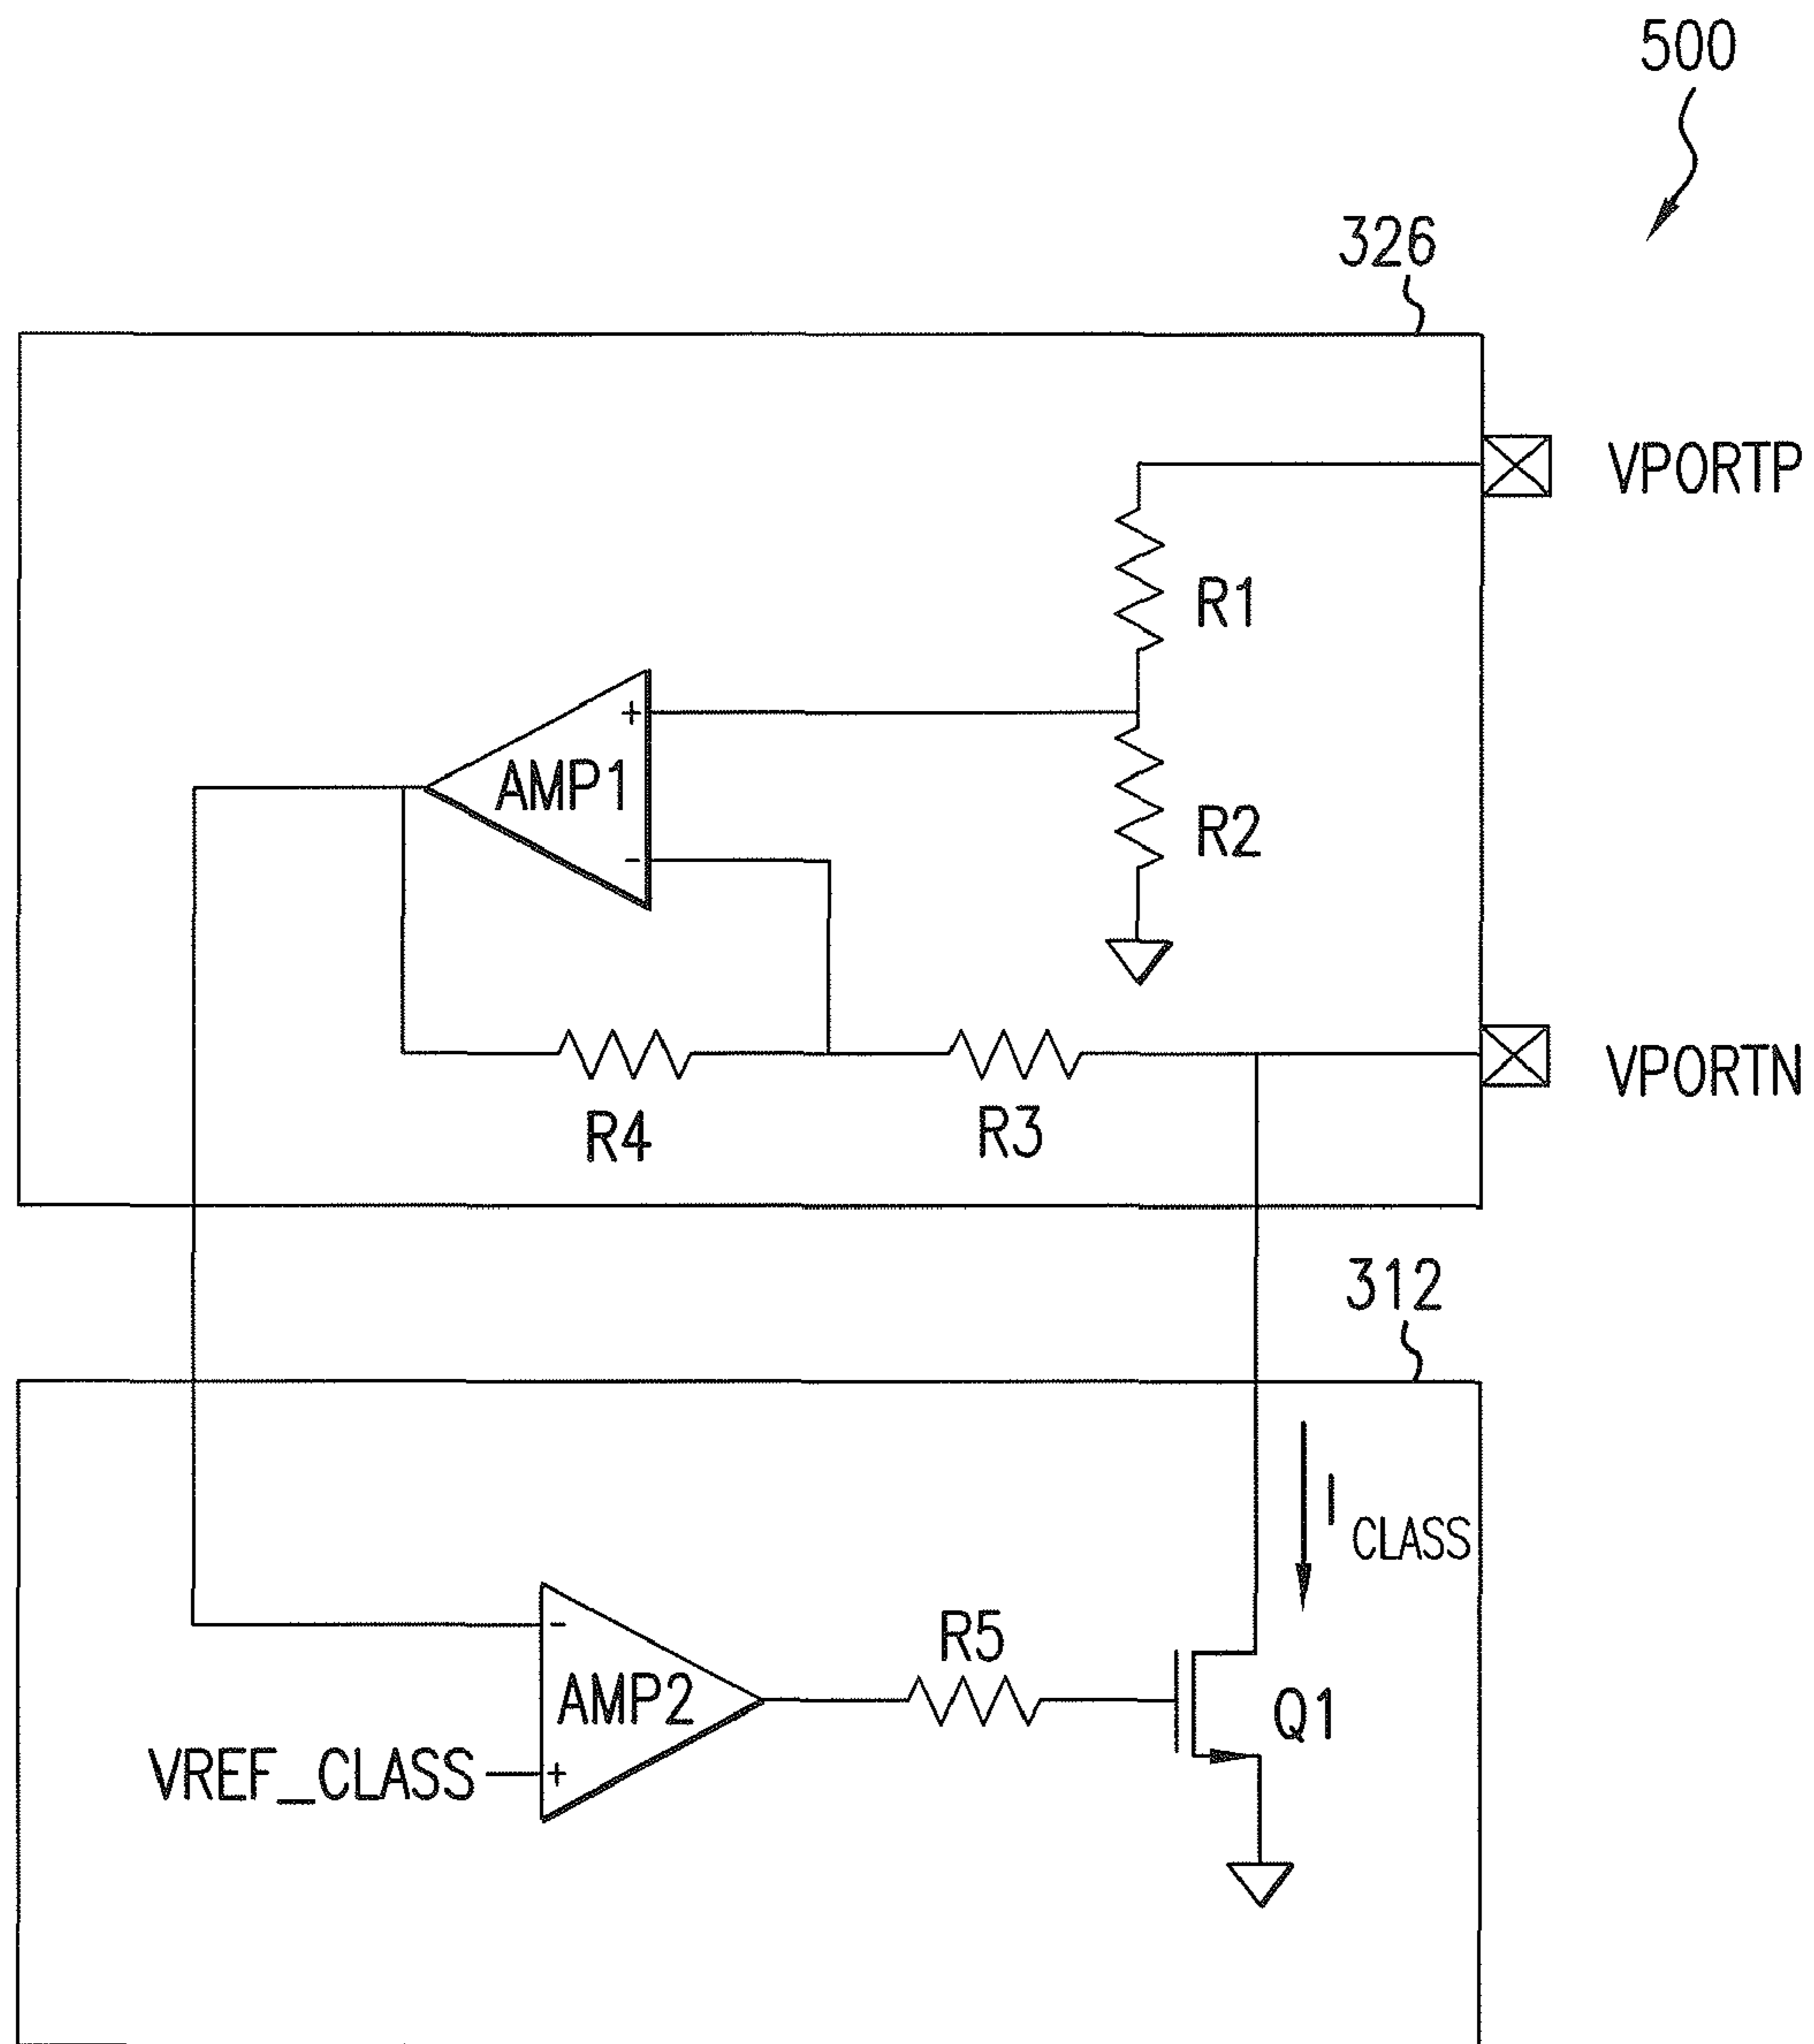 500
326
VPORTP
R1
+
AMP1
R2
-
VPORTN
R4
R3
312
I CLASS
R5
-
AMP2
Q1
VREF_CLASS
+